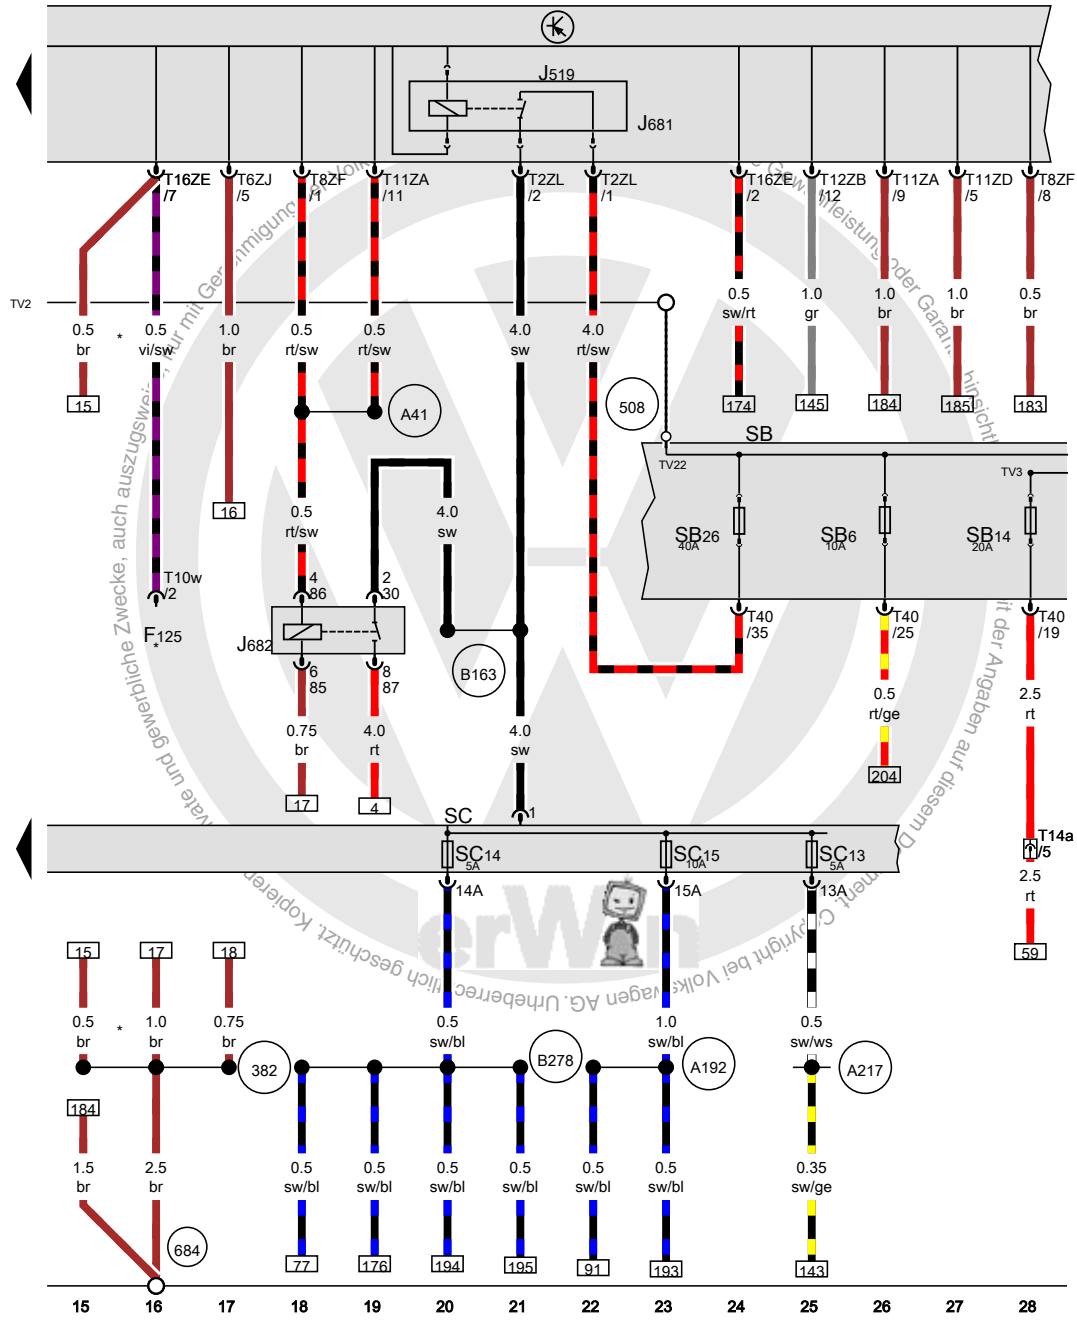 J519
J681
T16ZE
/7
T6ZJ
/5
T8ZF
/1
T11ZA
/11
T2ZL
/2
T2ZL
/1
T16ZE
/2
T12ZB
/12
T11ZA
/9
T11ZD
/5
T8ZF
/8
TV2
0.5
br
*
0.5
vi/sw
1.0
br
0.5
rt/sw
0.5
rt/sw
4.0
sw
4.0
rt/sw
0.5
sw/rt
1.0
gr
1.0
br
1.0
br
0.5
br
15
A41
508
174
145
184
185
183
SB
TV22
TV3
16
0.5
rt/sw
4.0
sw
SB26
40A
SB6
10A
SB14
20A
T10w
/2
F125
*
4
86
2
30
J682
6
85
8
87
B163
T40
/35
T40
/25
T40
/19
0.75
br
4.0
rt
4.0
sw
0.5
rt/ge
2.5
rt
17
4
204
1
SC
SC14
5A
SC15
10A
SC13
5A
T14a
/5
14A
15A
13A
2.5
rt
59
15
17
18
0.5
br
*
1.0
br
0.75
br
0.5
sw/bl
1.0
sw/bl
0.5
sw/ws
382
B278
A192
A217
184
1.5
br
2.5
br
0.5
sw/bl
0.5
sw/bl
0.5
sw/bl
0.5
sw/bl
0.5
sw/bl
0.5
sw/bl
0.35
sw/ge
684
77
176
194
195
91
193
143
15 16 17 18 19 20 21 22 23 24 25 26 27 28
erWin